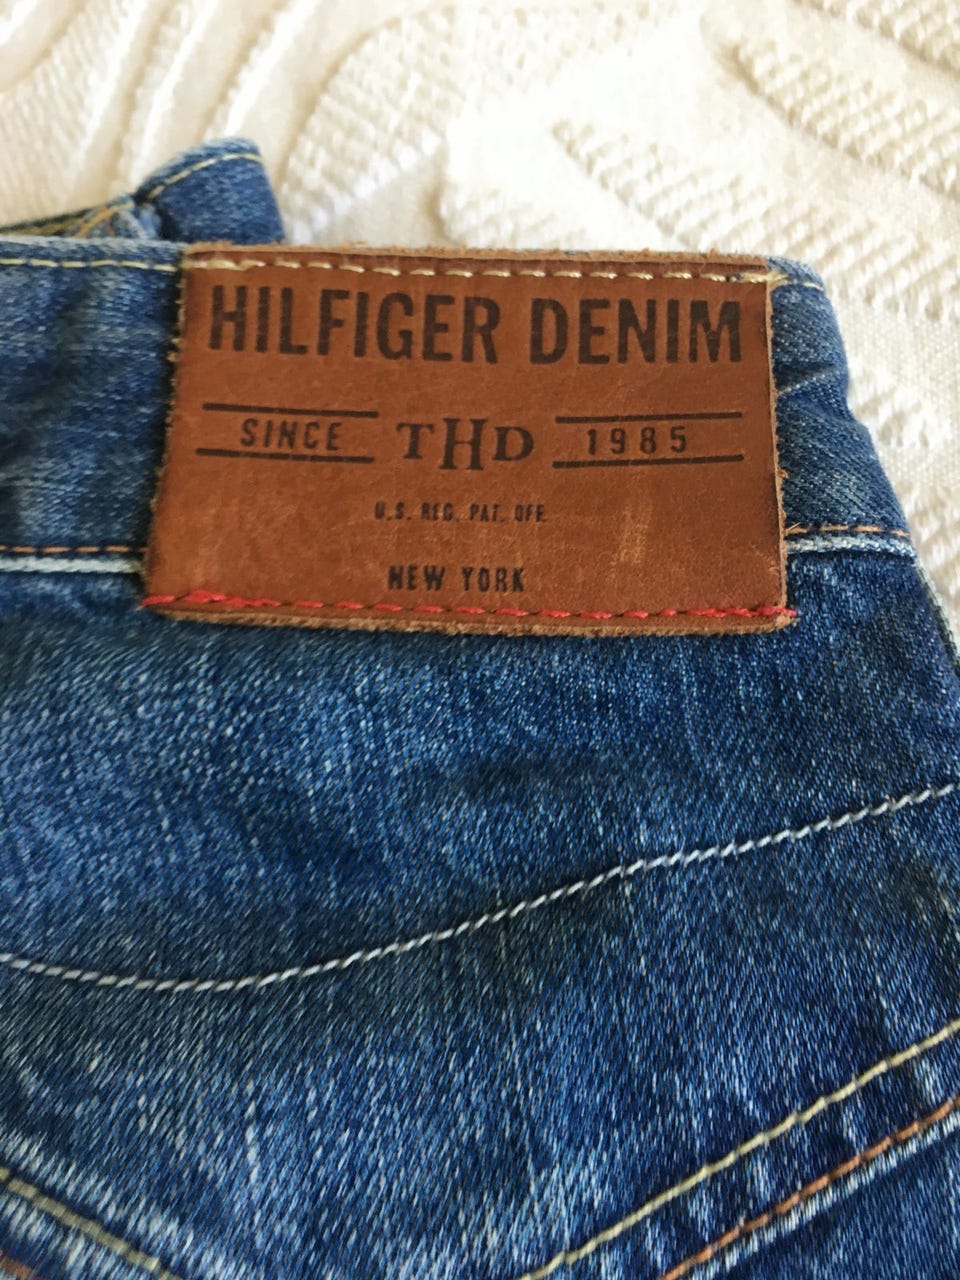 HILFIGER DENIM
SINCE THD 1985
U.S. REG. PAT. OFF.
NEW YORK